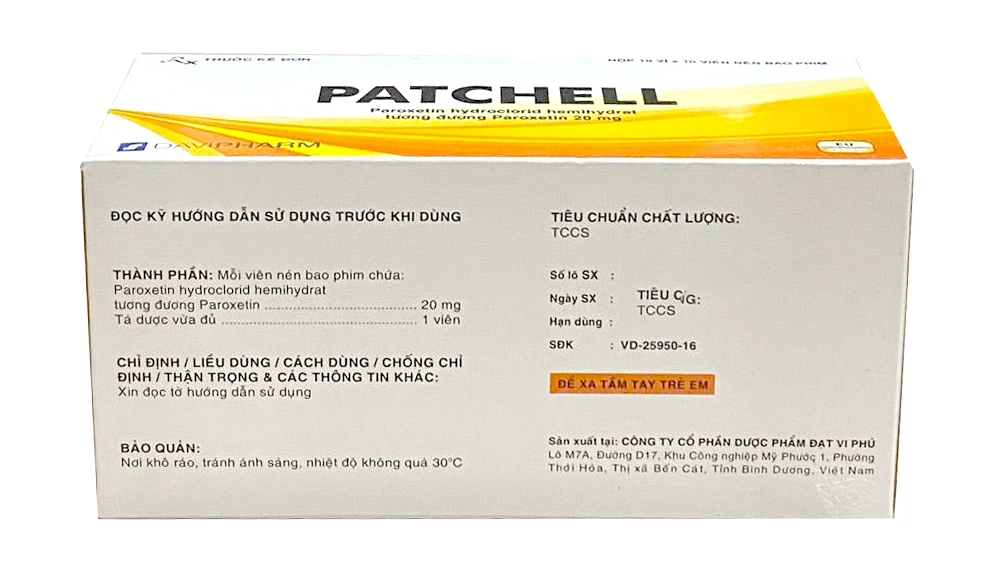 Rx THUỐC KÊ ĐƠN
HỘP 10 VỈ x 10 VIÊN NÉN BAO PHIM
PATCHELL
Paroxetin hydroclorid hemihydrat
tương đương Paroxetin 20 mg
DAVIPHARM
EU
ĐỌC KỸ HƯỚNG DẪN SỬ DỤNG TRƯỚC KHI DÙNG
THÀNH PHẦN: Mỗi viên nén bao phim chứa:
Paroxetin hydroclorid hemihydrat
tương đương Paroxetin ........................................ 20 mg
Tá dược vừa đủ .................................................. 1 viên
CHỈ ĐỊNH / LIỀU DÙNG / CÁCH DÙNG / CHỐNG CHỈ
ĐỊNH / THẬN TRỌNG & CÁC THÔNG TIN KHÁC:
Xin đọc tờ hướng dẫn sử dụng
BẢO QUẢN:
Nơi khô ráo, tránh ánh sáng, nhiệt độ không quá 30°C
TIÊU CHUẨN CHẤT LƯỢNG:
TCCS
Số lô SX :
Ngày SX :
TIÊU C/G:
TCCS
Hạn dùng :
SĐK : VD-25950-16
ĐỂ XA TẦM TAY TRẺ EM
Sản xuất tại: CÔNG TY CỔ PHẦN DƯỢC PHẨM ĐẠT VI PHÚ
Lô M7A, Đường D17, Khu Công nghiệp Mỹ Phước 1, Phường
Thới Hòa, Thị xã Bến Cát, Tỉnh Bình Dương, Việt Nam